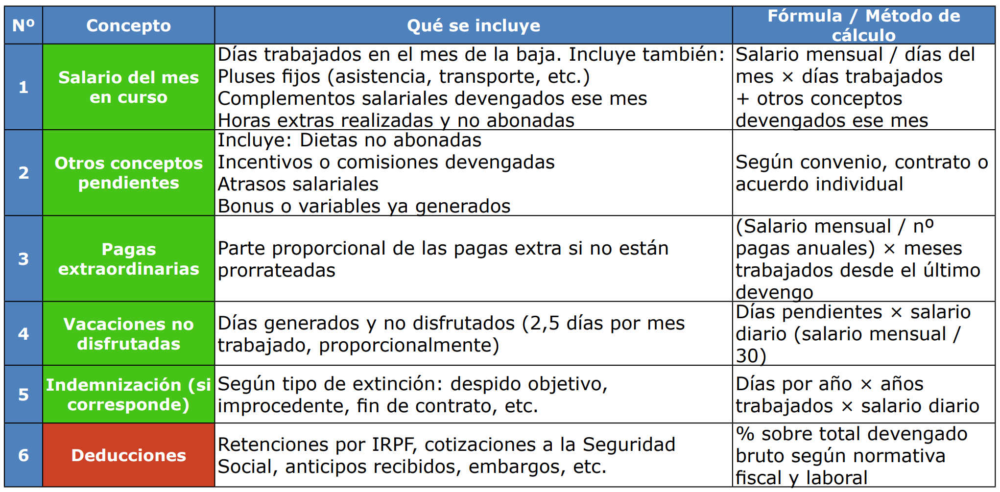 Nº
Concepto
Qué se incluye
Fórmula / Método de
cálculo
1
Salario del mes
en curso
Días trabajados en el mes de la baja. Incluye también:
Pluses fijos (asistencia, transporte, etc.)
Complementos salariales devengados ese mes
Horas extras realizadas y no abonadas
Salario mensual / días del
mes × días trabajados
+ otros conceptos
devengados ese mes
2
Otros conceptos
pendientes
Incluye: Dietas no abonadas
Incentivos o comisiones devengadas
Atrasos salariales
Bonus o variables ya generados
Según convenio, contrato o
acuerdo individual
3
Pagas
extraordinarias
Parte proporcional de las pagas extra si no están
prorrateadas
(Salario mensual / nº
pagas anuales) × meses
trabajados desde el último
devengo
4
Vacaciones no
disfrutadas
Días generados y no disfrutados (2,5 días por mes
trabajado, proporcionalmente)
Días pendientes × salario
diario (salario mensual /
30)
5
Indemnización (si
corresponde)
Según tipo de extinción: despido objetivo,
improcedente, fin de contrato, etc.
Días por año × años
trabajados × salario diario
6
Deducciones
Retenciones por IRPF, cotizaciones a la Seguridad
Social, anticipos recibidos, embargos, etc.
% sobre total devengado
bruto según normativa
fiscal y laboral